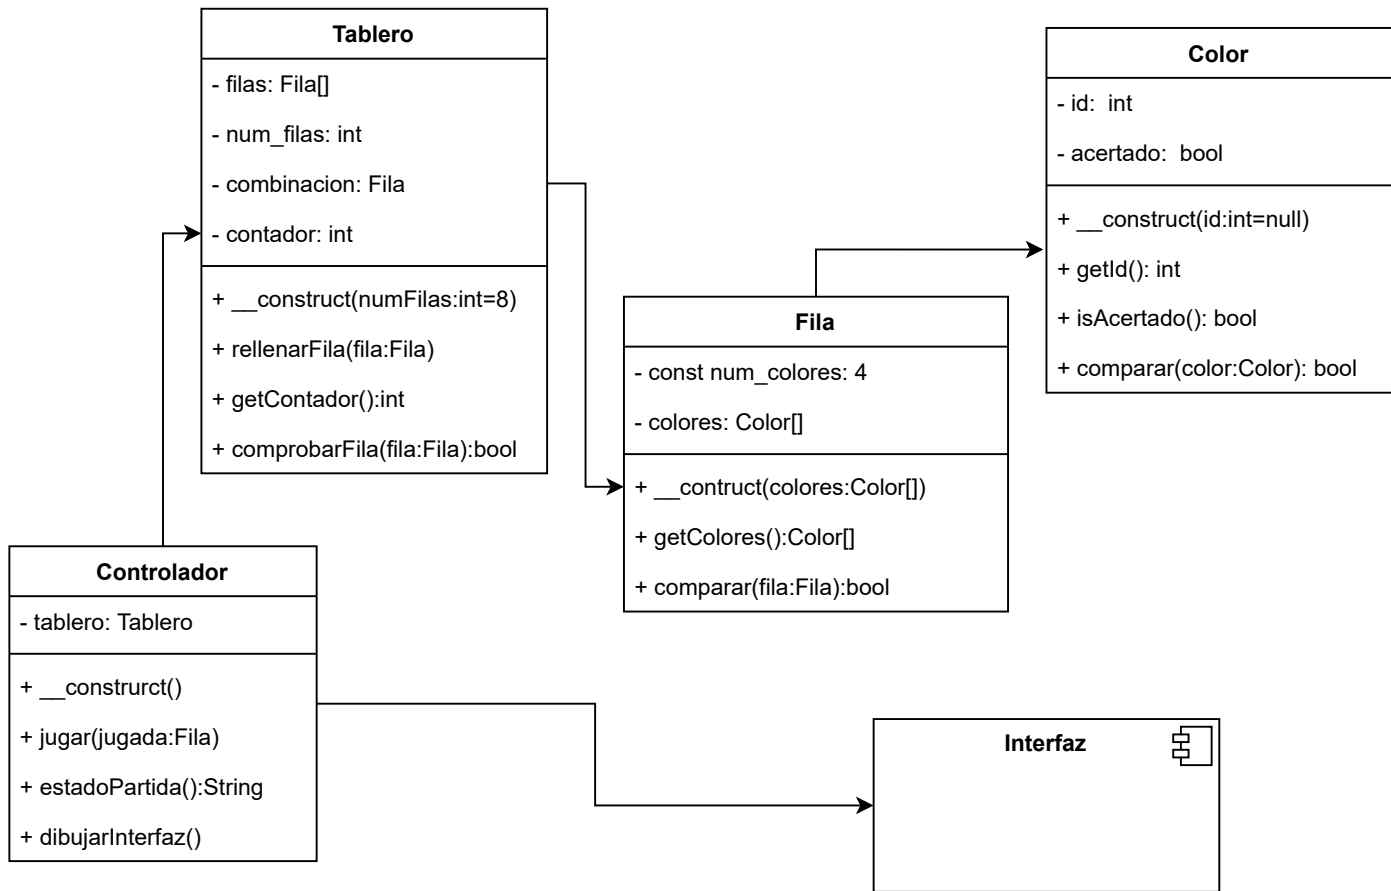 Tablero
- filas: Fila[]
- num_filas: int
- combinacion: Fila
- contador: int
+ __construct(numFilas:int=8)
+ rellenarFila(fila:Fila)
+ getContador():int
+ comprobarFila(fila:Fila):bool
Color
- id:  int
- acertado:  bool
+ __construct(id:int=null)
+ getId(): int
+ isAcertado(): bool
+ comparar(color:Color): bool
Fila
- const num_colores: 4
- colores: Color[]
+ __contruct(colores:Color[])
+ getColores():Color[]
+ comparar(fila:Fila):bool
Controlador
- tablero: Tablero
+ __construrct()
+ jugar(jugada:Fila)
+ estadoPartida():String
+ dibujarInterfaz()
Interfaz